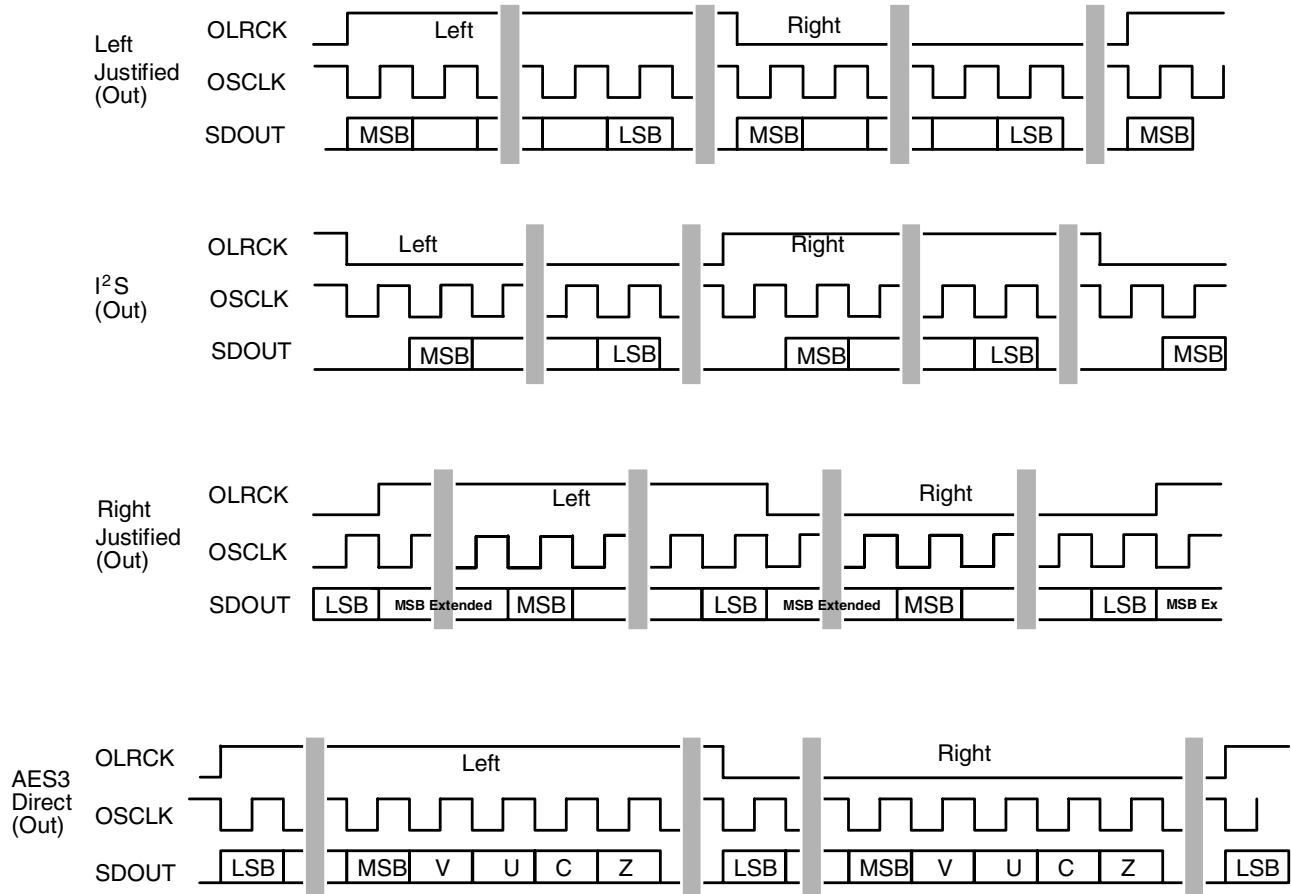 Left
Justified
(Out)
OLRCK Left Right
OSCLK
SDOUT MSB LSB MSB LSB MSB
I²S
(Out)
OLRCK Left Right
OSCLK
SDOUT MSB LSB MSB LSB MSB
Right
Justified
(Out)
OLRCK Left Right
OSCLK
SDOUT LSB MSB Extended MSB LSB MSB Extended MSB LSB MSB Ex
AES3
Direct
(Out)
OLRCK Left Right
OSCLK
SDOUT LSB MSB V U C Z LSB MSB V U C Z LSB